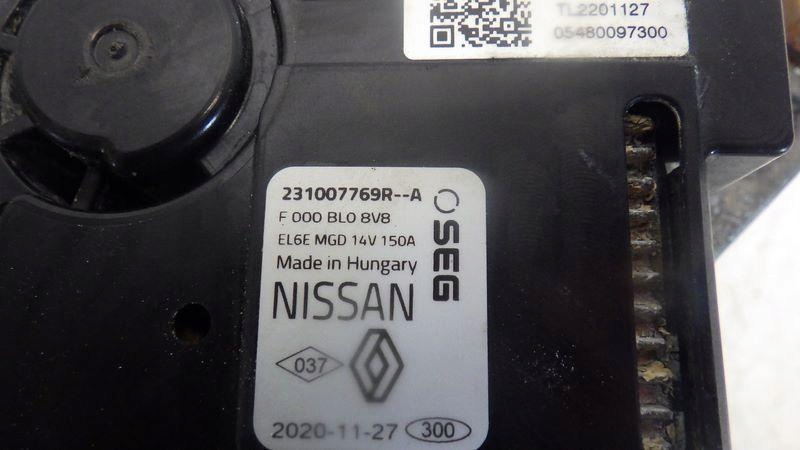 TL2201127
05480097300
231007769R--A
F 000 BL0 8V8
EL6E MGD 14V 150A
Made in Hungary
SEG
NISSAN
037
2020-11-27 300